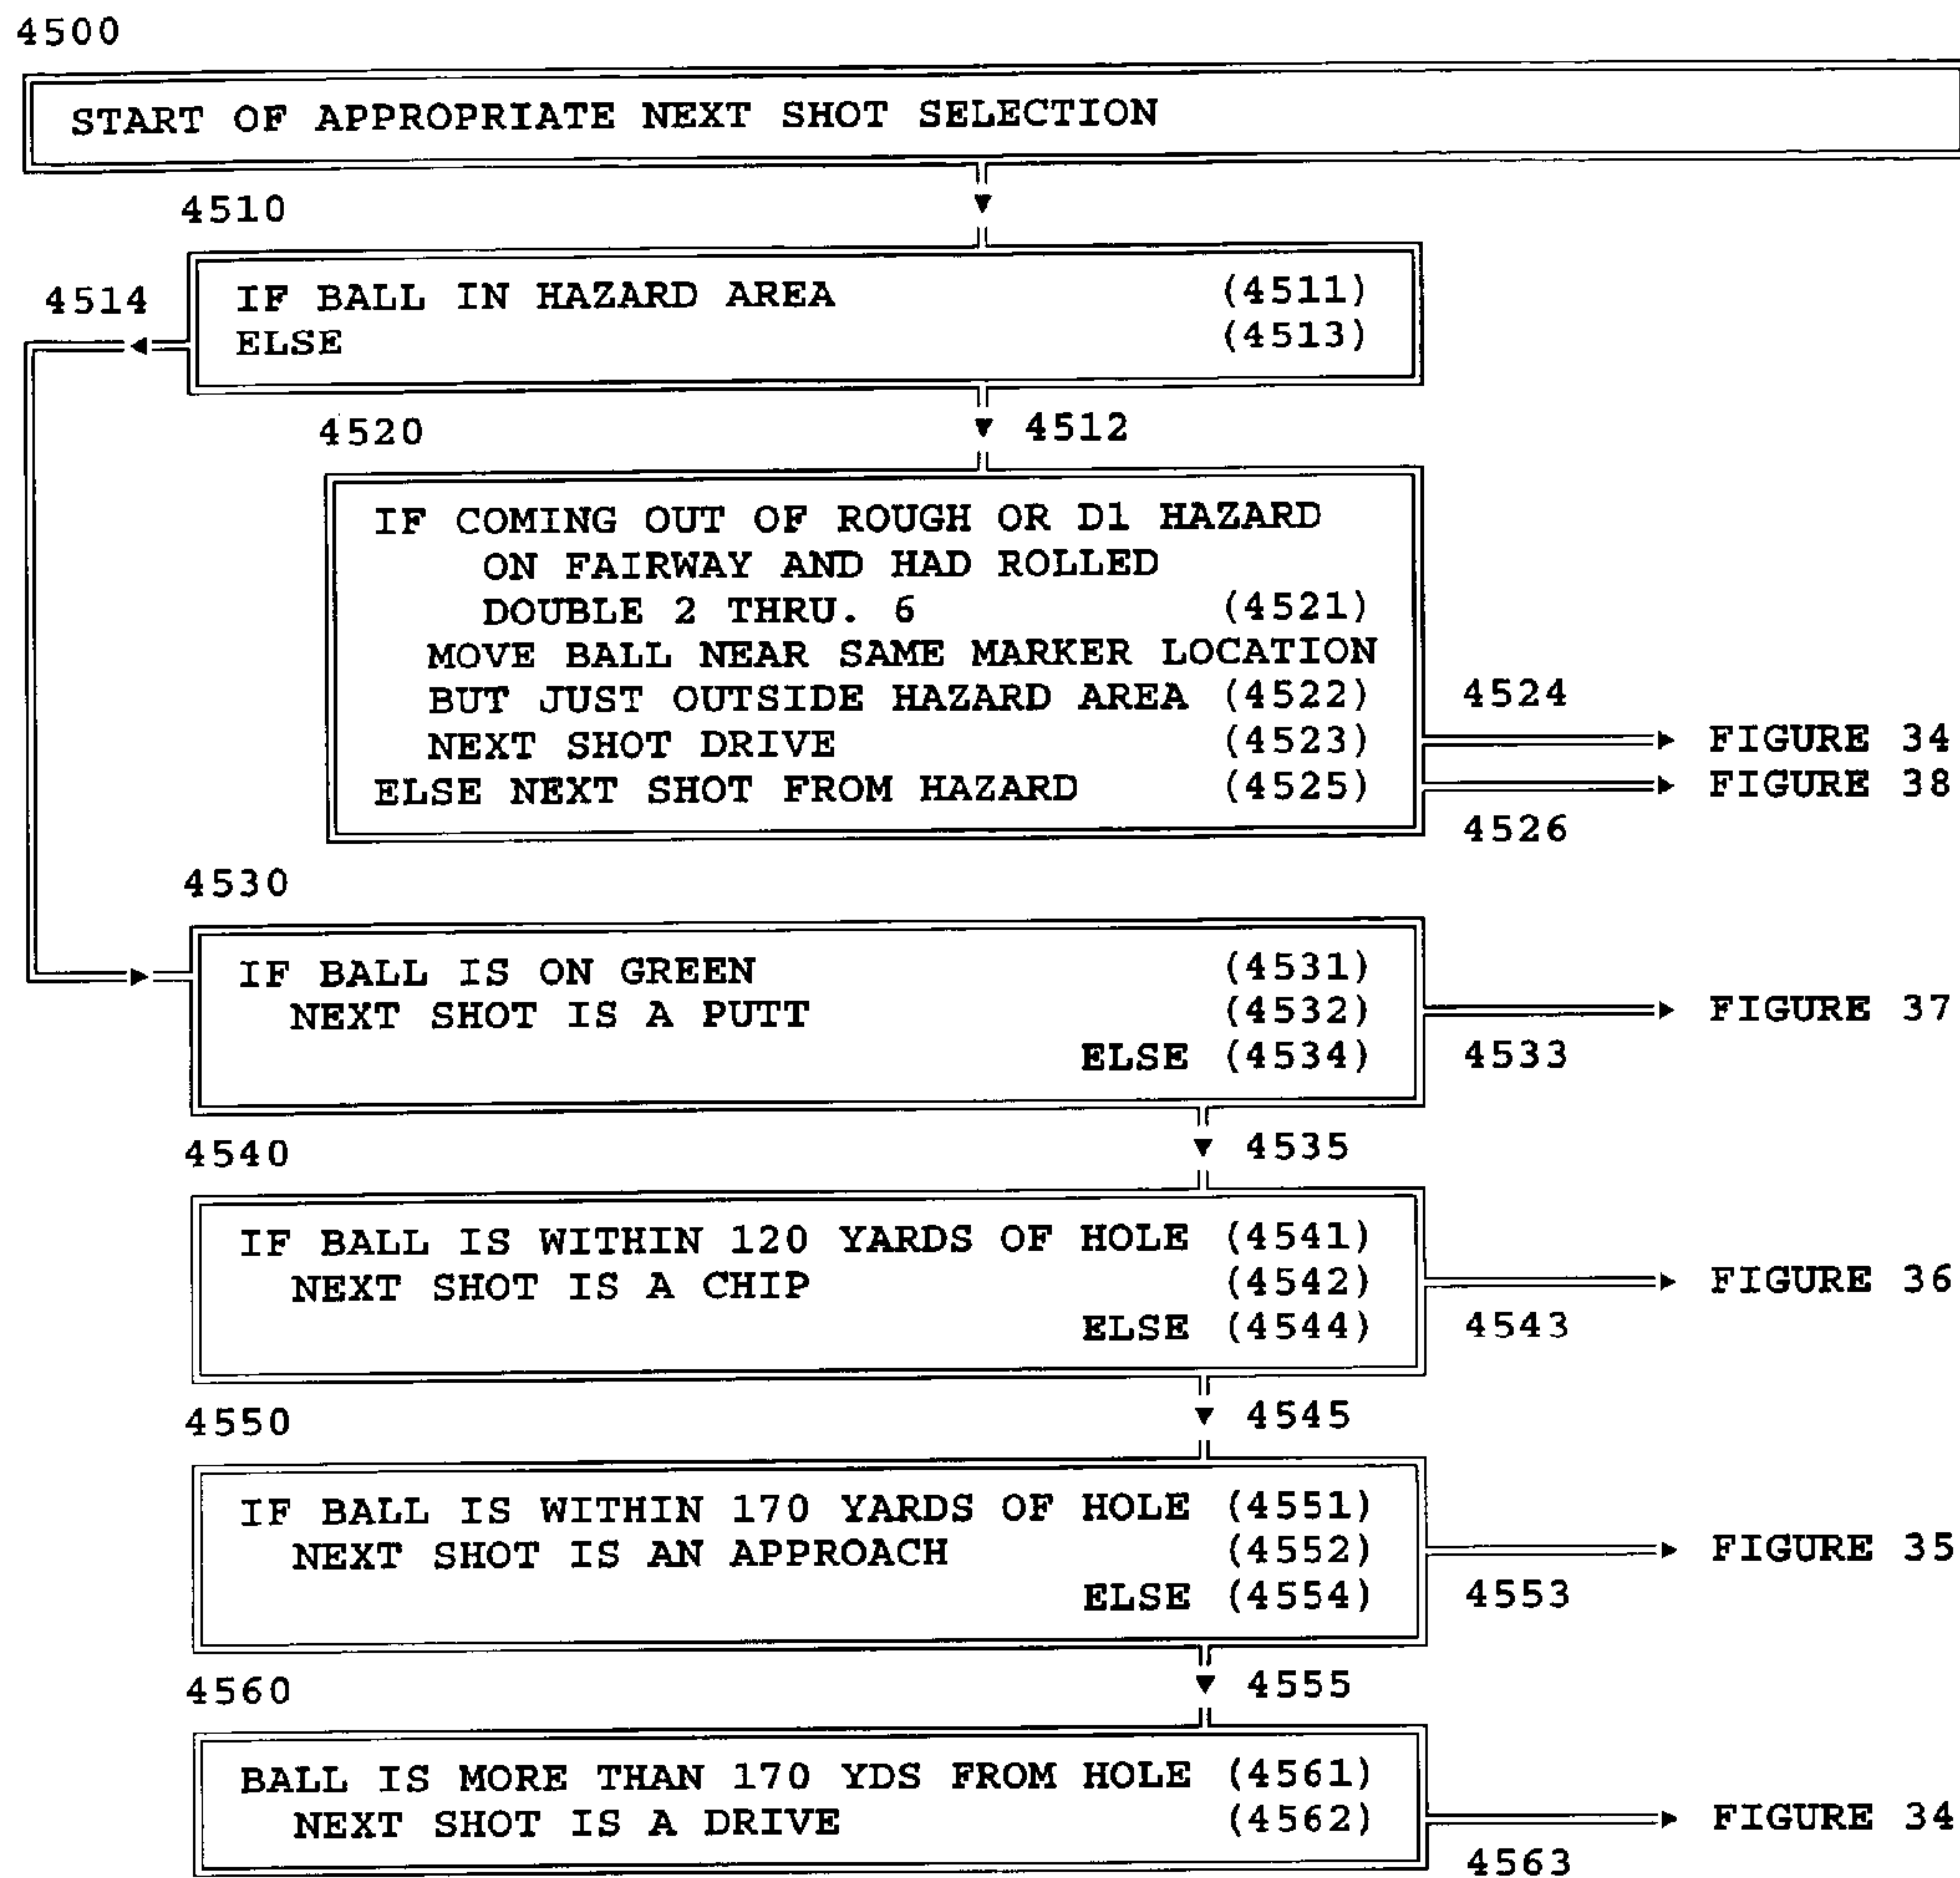 4500
START OF APPROPRIATE NEXT SHOT SELECTION
4510
4514
IF BALL IN HAZARD AREA (4511)
ELSE (4513)
4520
4512
IF COMING OUT OF ROUGH OR D1 HAZARD
ON FAIRWAY AND HAD ROLLED
DOUBLE 2 THRU. 6 (4521)
MOVE BALL NEAR SAME MARKER LOCATION
BUT JUST OUTSIDE HAZARD AREA (4522)
4524
NEXT SHOT DRIVE (4523)
FIGURE 34
ELSE NEXT SHOT FROM HAZARD (4525)
FIGURE 38
4526
4530
IF BALL IS ON GREEN (4531)
NEXT SHOT IS A PUTT (4532)
FIGURE 37
ELSE (4534)
4533
4540
4535
IF BALL IS WITHIN 120 YARDS OF HOLE (4541)
NEXT SHOT IS A CHIP (4542)
FIGURE 36
ELSE (4544)
4543
4550
4545
IF BALL IS WITHIN 170 YARDS OF HOLE (4551)
NEXT SHOT IS AN APPROACH (4552)
FIGURE 35
ELSE (4554)
4553
4560
4555
BALL IS MORE THAN 170 YDS FROM HOLE (4561)
NEXT SHOT IS A DRIVE (4562)
FIGURE 34
4563